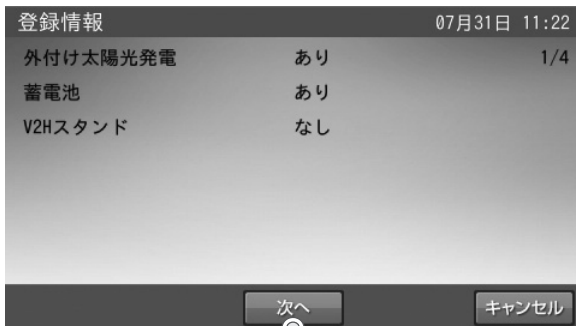 登録情報 07月31日 11:22
外付け太陽光発電 あり 1/4
蓄電池 あり
V2Hスタンド なし
次へ キャンセル